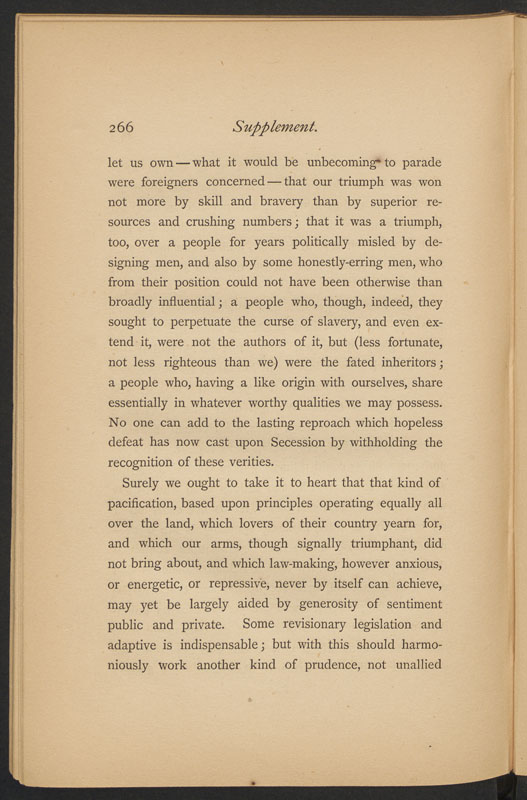 266 Supplement.
let us own — what it would be unbecoming to parade
were foreigners concerned — that our triumph was won
not more by skill and bravery than by superior re-
sources and crushing numbers; that it was a triumph,
too, over a people for years politically misled by de-
signing men, and also by some honestly-erring men, who
from their position could not have been otherwise than
broadly influential; a people who, though, indeed, they
sought to perpetuate the curse of slavery, and even ex-
tend it, were not the authors of it, but (less fortunate,
not less righteous than we) were the fated inheritors;
a people who, having a like origin with ourselves, share
essentially in whatever worthy qualities we may possess.
No one can add to the lasting reproach which hopeless
defeat has now cast upon Secession by withholding the
recognition of these verities.
Surely we ought to take it to heart that that kind of
pacification, based upon principles operating equally all
over the land, which lovers of their country yearn for,
and which our arms, though signally triumphant, did
not bring about, and which law-making, however anxious,
or energetic, or repressive, never by itself can achieve,
may yet be largely aided by generosity of sentiment
public and private. Some revisionary legislation and
adaptive is indispensable; but with this should harmo-
niously work another kind of prudence, not unallied